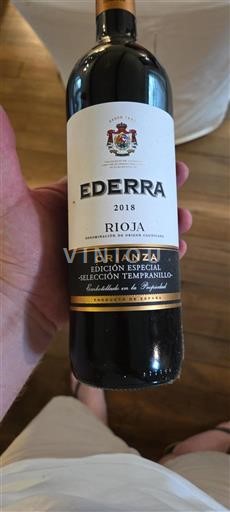 EDERRA
2018
RIOJA
DENOMINACIÓN DE ORIGEN CALIFICADA
CRIANZA
EDICIÓN ESPECIAL
-SELECCIÓN TEMPRANILLO-
Embotellado en la Propiedad
PRODUCTO DE ESPAÑA